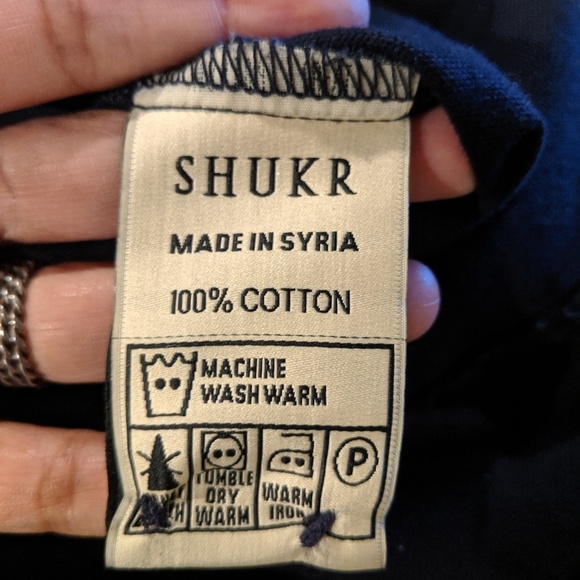 SHUKR
MADE IN SYRIA
100% COTTON
MACHINE
WASH WARM
TUMBLE
DRY
WARM
WARM
IRON
P